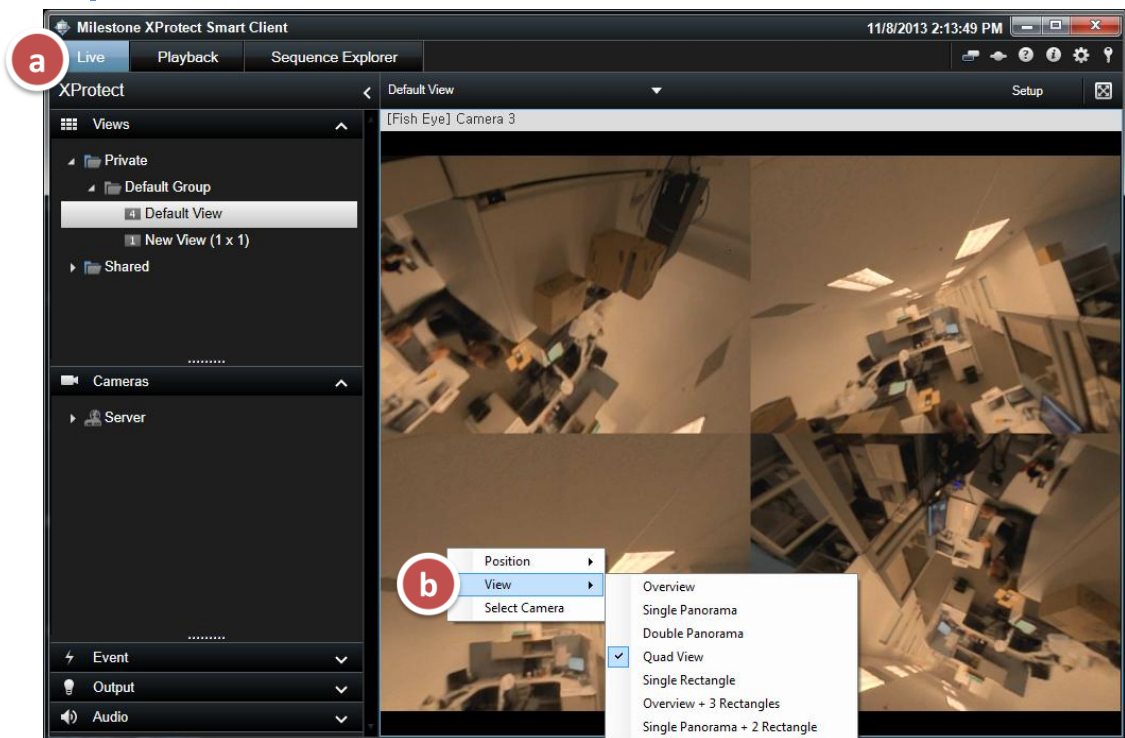 Milestone XProtect Smart Client 11/8/2013 2:13:49 PM
a
Live Playback Sequence Explorer
XProtect Default View Setup
Views [Fish Eye] Camera 3
Private
Default Group
4 Default View
1 New View (1 x 1)
Shared
Cameras
Server
b
Position
View
Select Camera
Overview
Single Panorama
Double Panorama
Quad View
Single Rectangle
Overview + 3 Rectangles
Single Panorama + 2 Rectangle
Event
Output
Audio